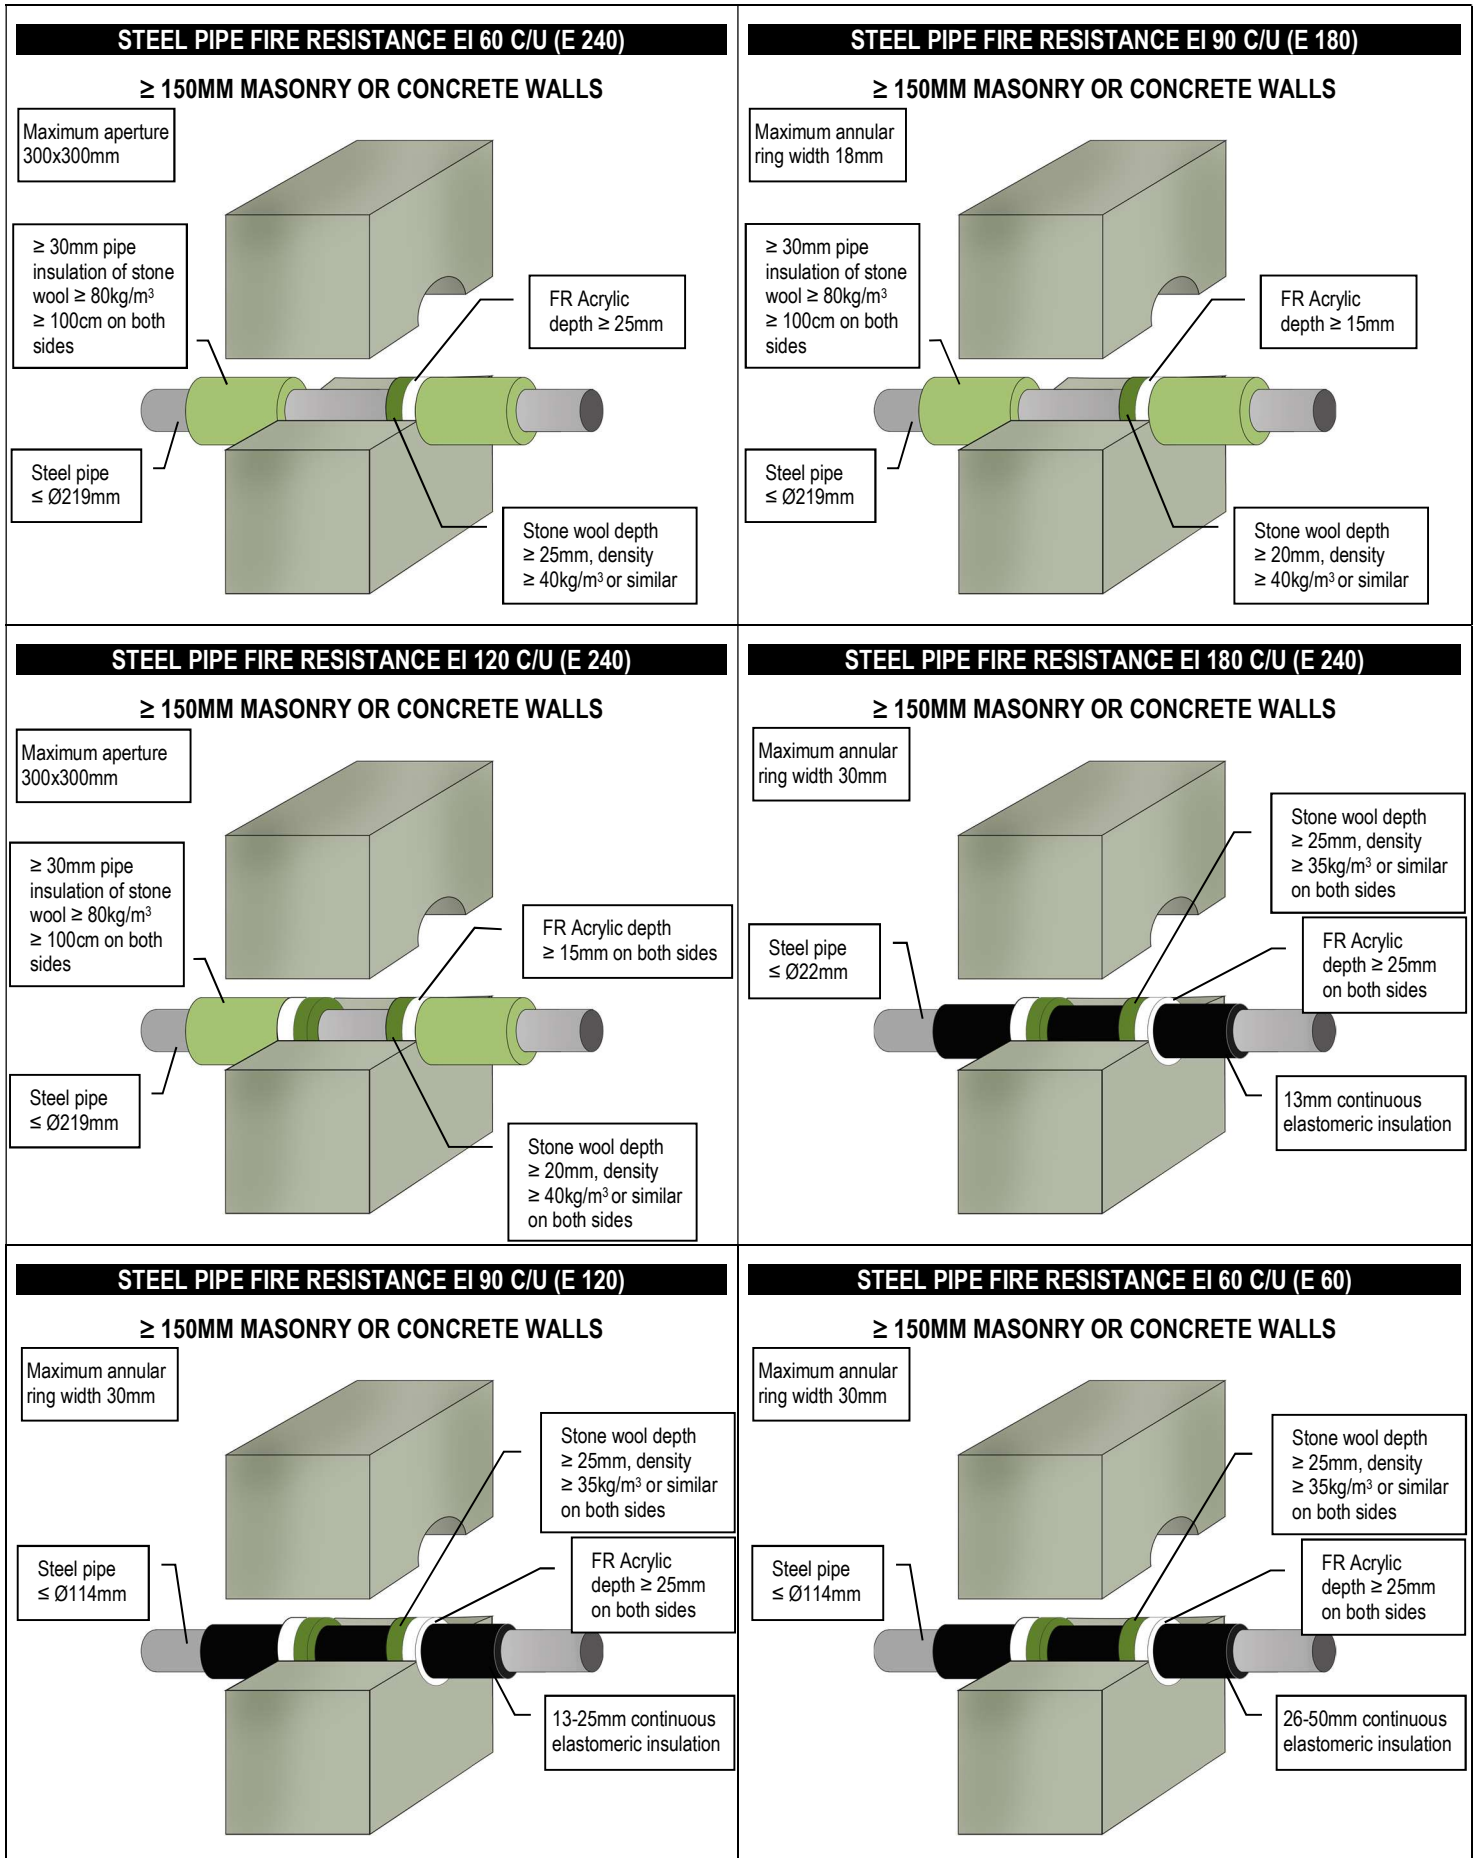 STEEL PIPE FIRE RESISTANCE EI 60 C/U (E 240)
≥ 150MM MASONRY OR CONCRETE WALLS
Maximum aperture
300x300mm
≥ 30mm pipe
insulation of stone
wool ≥ 80kg/m³
≥ 100cm on both
sides
FR Acrylic
depth ≥ 25mm
Steel pipe
≤ Ø219mm
Stone wool depth
≥ 25mm, density
≥ 40kg/m³ or similar
STEEL PIPE FIRE RESISTANCE EI 90 C/U (E 180)
≥ 150MM MASONRY OR CONCRETE WALLS
Maximum annular
ring width 18mm
≥ 30mm pipe
insulation of stone
wool ≥ 80kg/m³
≥ 100cm on both
sides
FR Acrylic
depth ≥ 15mm
Steel pipe
≤ Ø219mm
Stone wool depth
≥ 20mm, density
≥ 40kg/m³ or similar
STEEL PIPE FIRE RESISTANCE EI 120 C/U (E 240)
≥ 150MM MASONRY OR CONCRETE WALLS
Maximum aperture
300x300mm
≥ 30mm pipe
insulation of stone
wool ≥ 80kg/m³
≥ 100cm on both
sides
FR Acrylic depth
≥ 15mm on both sides
Steel pipe
≤ Ø219mm
Stone wool depth
≥ 20mm, density
≥ 40kg/m³ or similar
on both sides
STEEL PIPE FIRE RESISTANCE EI 180 C/U (E 240)
≥ 150MM MASONRY OR CONCRETE WALLS
Maximum annular
ring width 30mm
Stone wool depth
≥ 25mm, density
≥ 35kg/m³ or similar
on both sides
Steel pipe
≤ Ø22mm
FR Acrylic
depth ≥ 25mm
on both sides
13mm continuous
elastomeric insulation
STEEL PIPE FIRE RESISTANCE EI 90 C/U (E 120)
≥ 150MM MASONRY OR CONCRETE WALLS
Maximum annular
ring width 30mm
Stone wool depth
≥ 25mm, density
≥ 35kg/m³ or similar
on both sides
Steel pipe
≤ Ø114mm
FR Acrylic
depth ≥ 25mm
on both sides
13-25mm continuous
elastomeric insulation
STEEL PIPE FIRE RESISTANCE EI 60 C/U (E 60)
≥ 150MM MASONRY OR CONCRETE WALLS
Maximum annular
ring width 30mm
Stone wool depth
≥ 25mm, density
≥ 35kg/m³ or similar
on both sides
Steel pipe
≤ Ø114mm
FR Acrylic
depth ≥ 25mm
on both sides
26-50mm continuous
elastomeric insulation